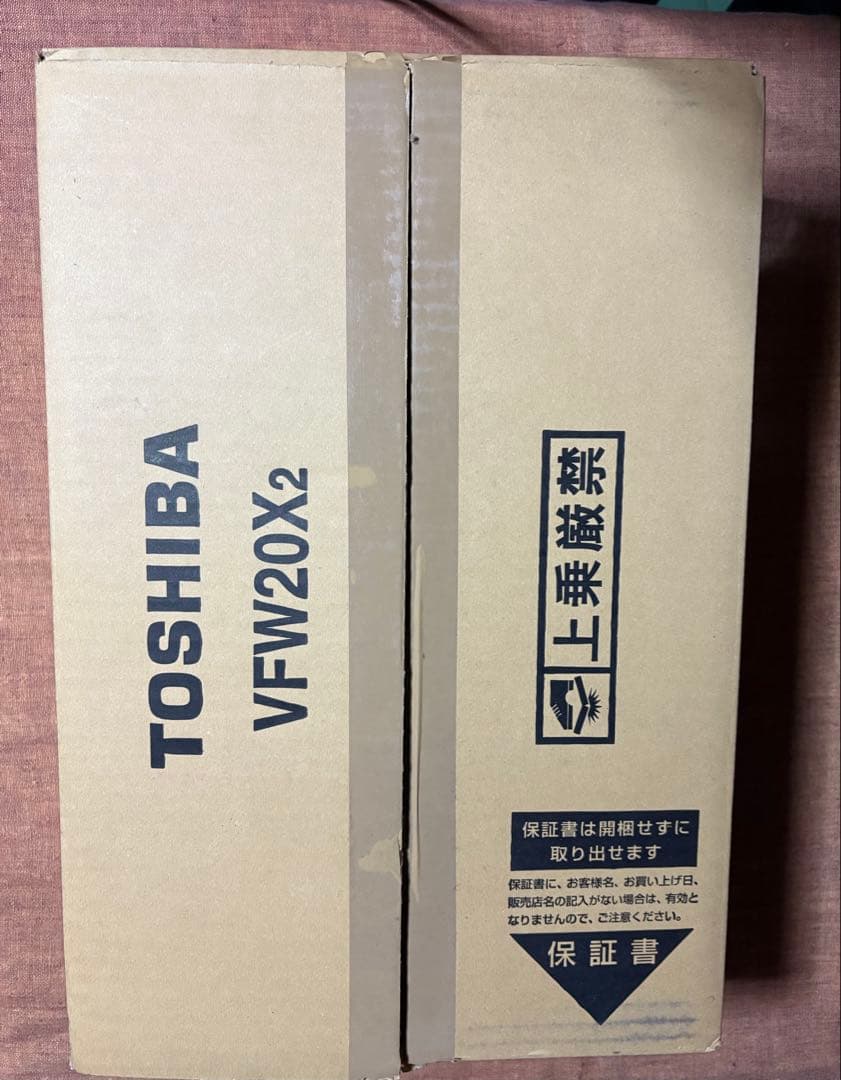 TOSHIBA
VFW20X2
上乗厳禁
保証書は開梱せずに
取り出せます
保証書に、お客様名、お買い上げ日、
販売店名の記入がない場合は、有効と
なりませんので、ご注意ください。
保証書